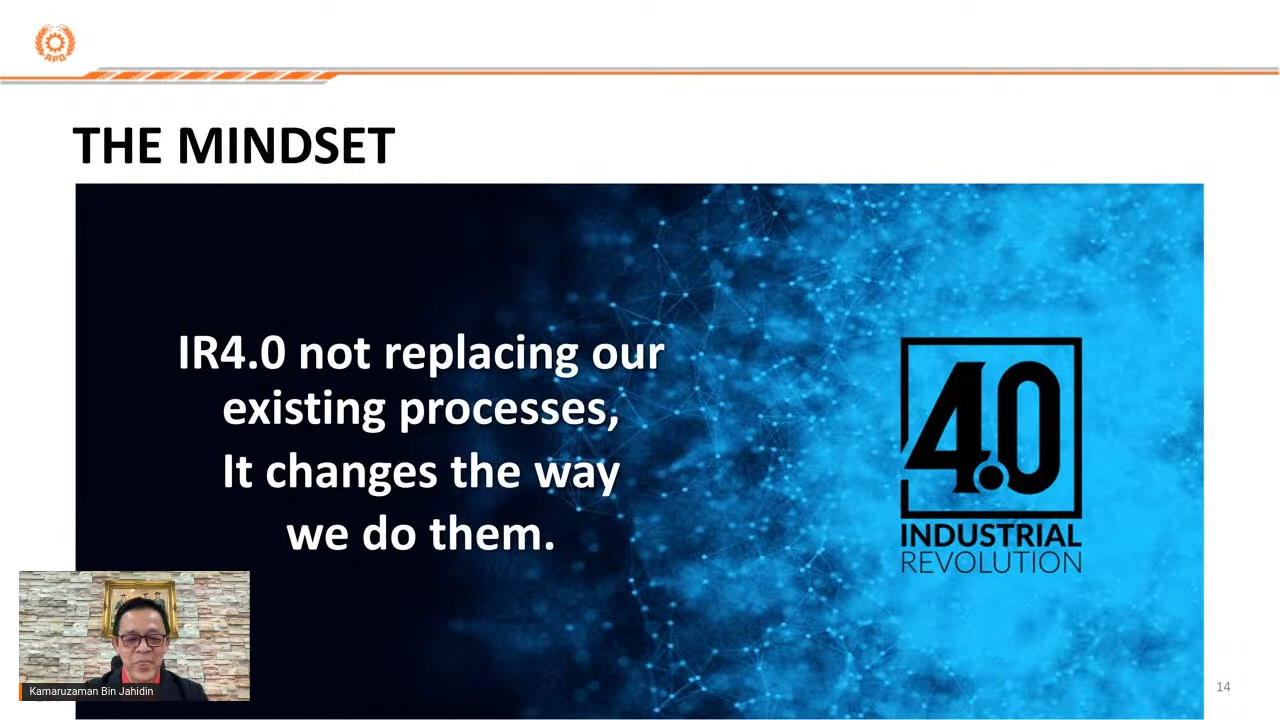 APO
THE MINDSET
IR4.0 not replacing our
existing processes,
It changes the way
we do them.
4.0
INDUSTRIAL
REVOLUTION
Kamaruzaman Bin Jahidin
14